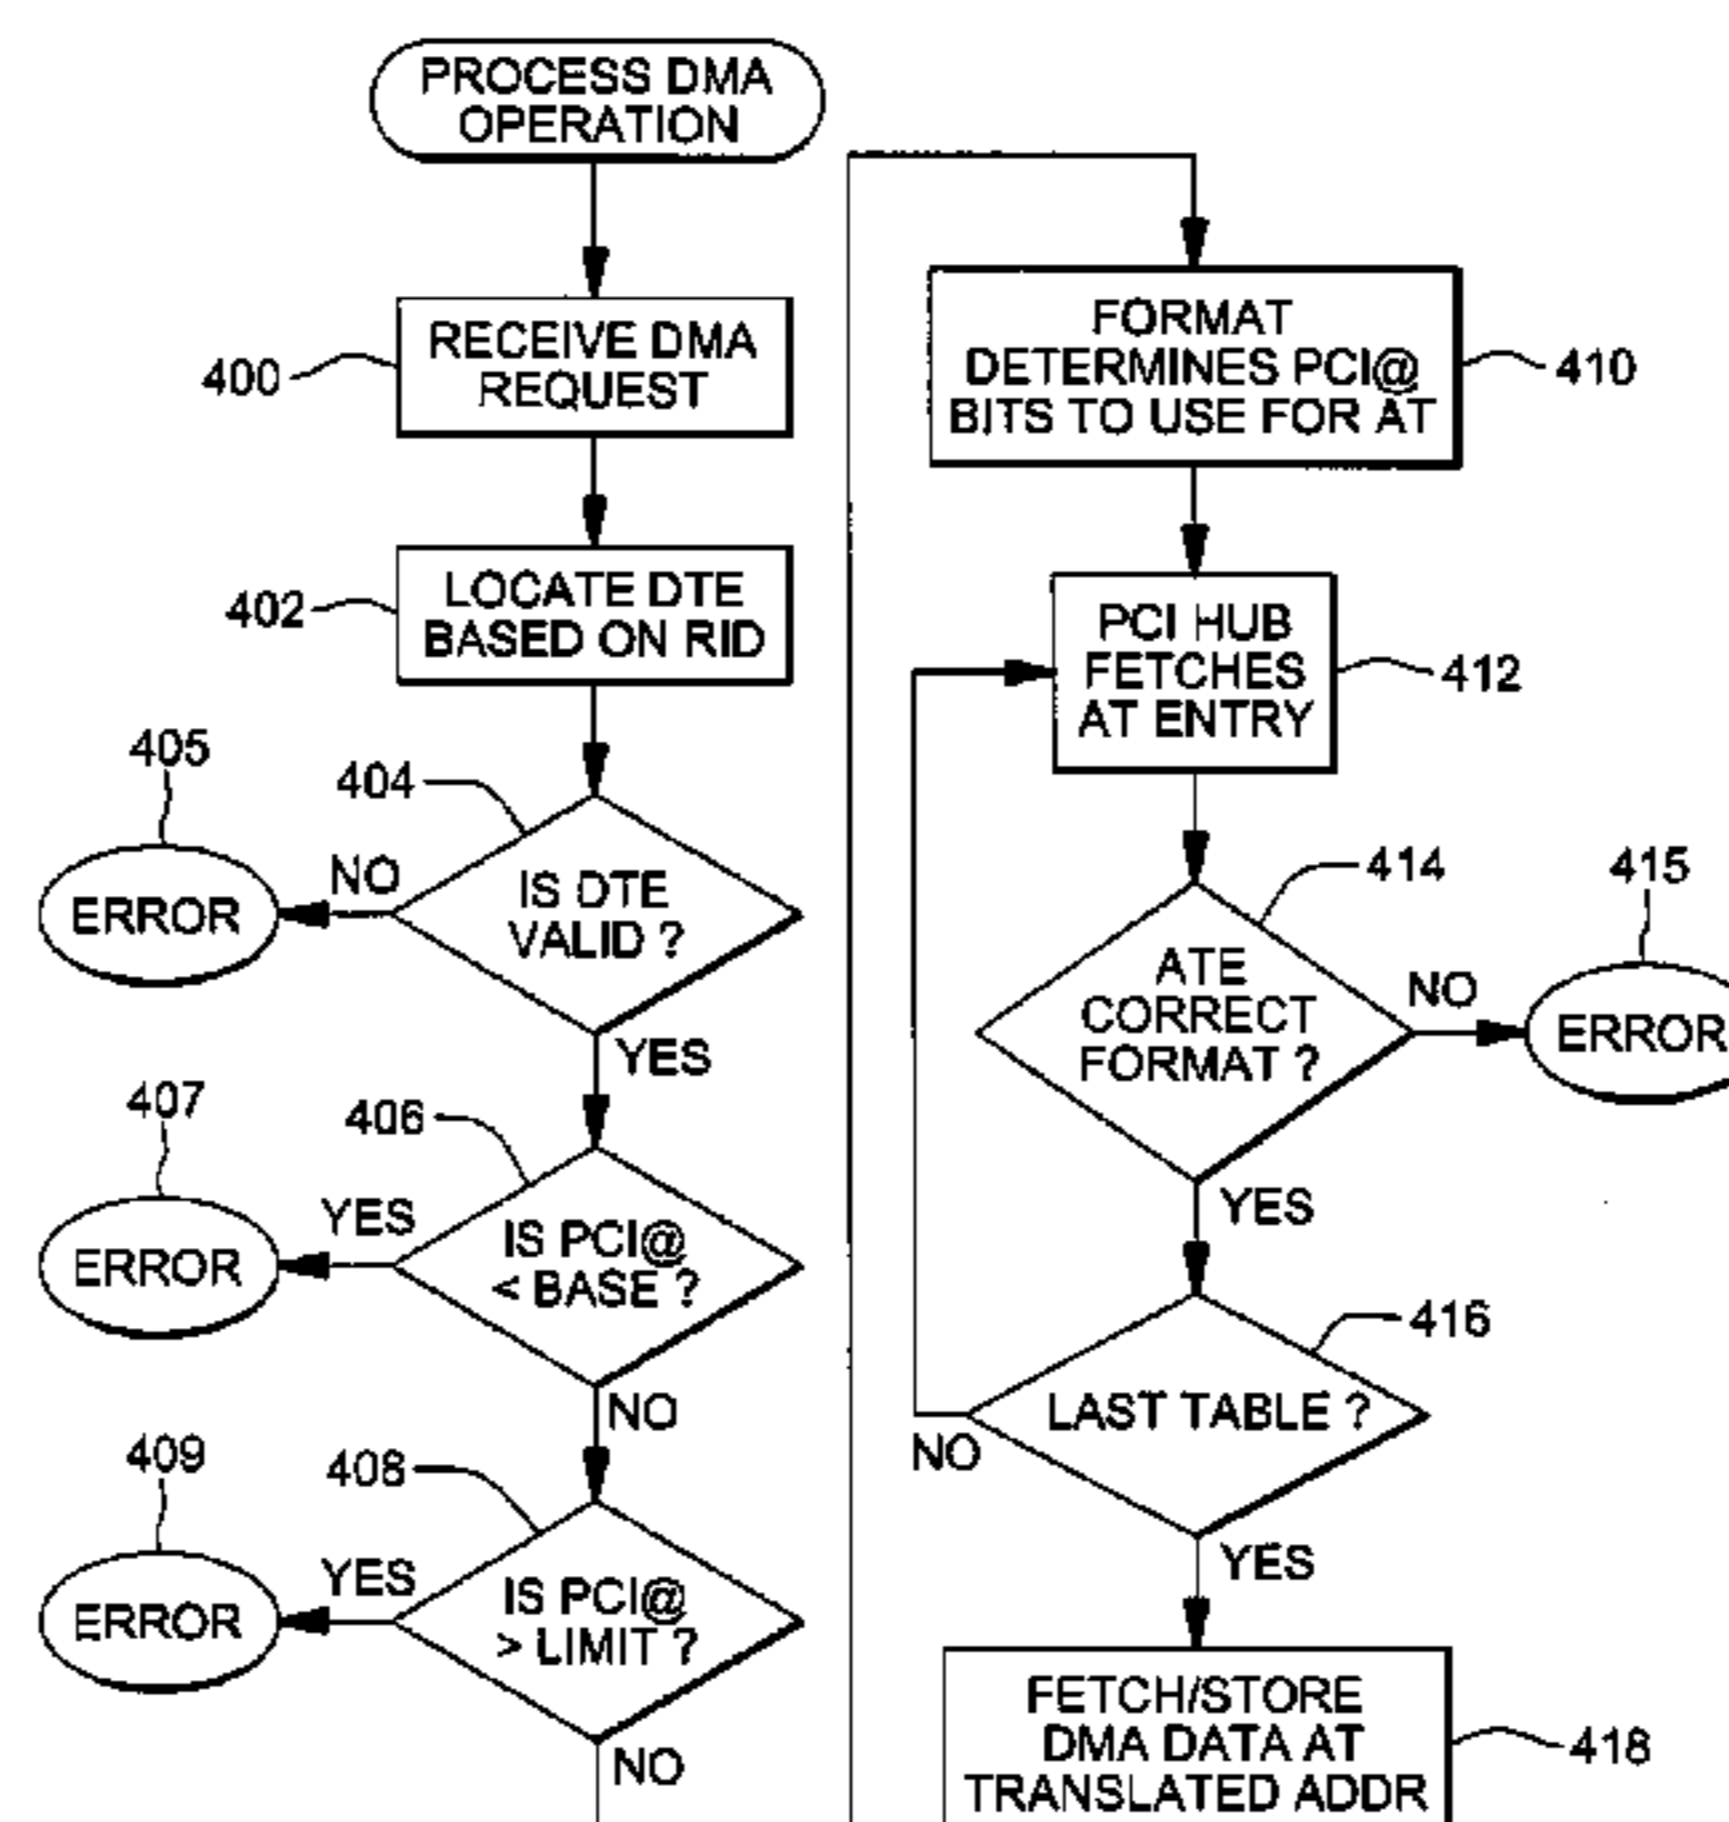 PROCESS DMA
OPERATION
400
RECEIVE DMA
REQUEST
402
LOCATE DTE
BASED ON RID
405
404
ERROR
NO
IS DTE
VALID ?
YES
407
406
ERROR
YES
IS PCI@
< BASE ?
NO
409
408
ERROR
YES
IS PCI@
> LIMIT ?
NO
FORMAT
DETERMINES PCI@
BITS TO USE FOR AT
410
PCI HUB
FETCHES
AT ENTRY
412
414
415
ATE
CORRECT
FORMAT ?
NO
ERROR
YES
416
LAST TABLE ?
NO
YES
FETCH/STORE
DMA DATA AT
TRANSLATED ADDR
418